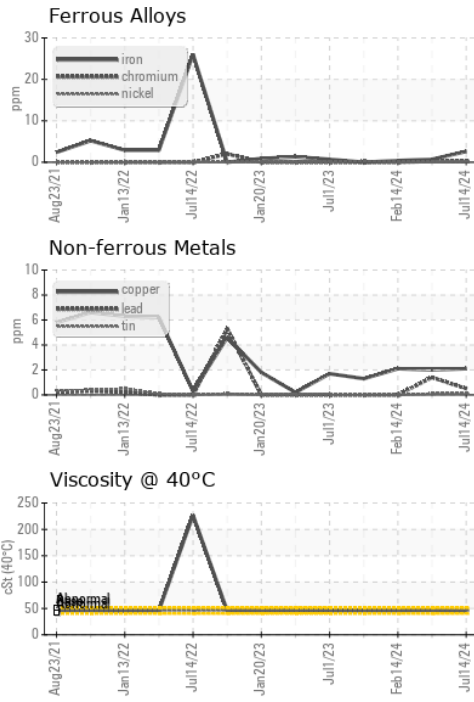 Ferrous Alloys
30
20
10
0
ppm
iron
chromium
nickel
Aug23/21
Jan13/22
Jul14/22
Jan20/23
Jul1/23
Feb14/24
Jul14/24
Non-ferrous Metals
10
8
6
4
2
0
ppm
copper
lead
tin
Aug23/21
Jan13/22
Jul14/22
Jan20/23
Jul1/23
Feb14/24
Jul14/24
Viscosity @ 40°C
250
200
150
100
50
0
cSt (40°C)
Abnormal
Abnormal
Aug23/21
Jan13/22
Jul14/22
Jan20/23
Jul1/23
Feb14/24
Jul14/24